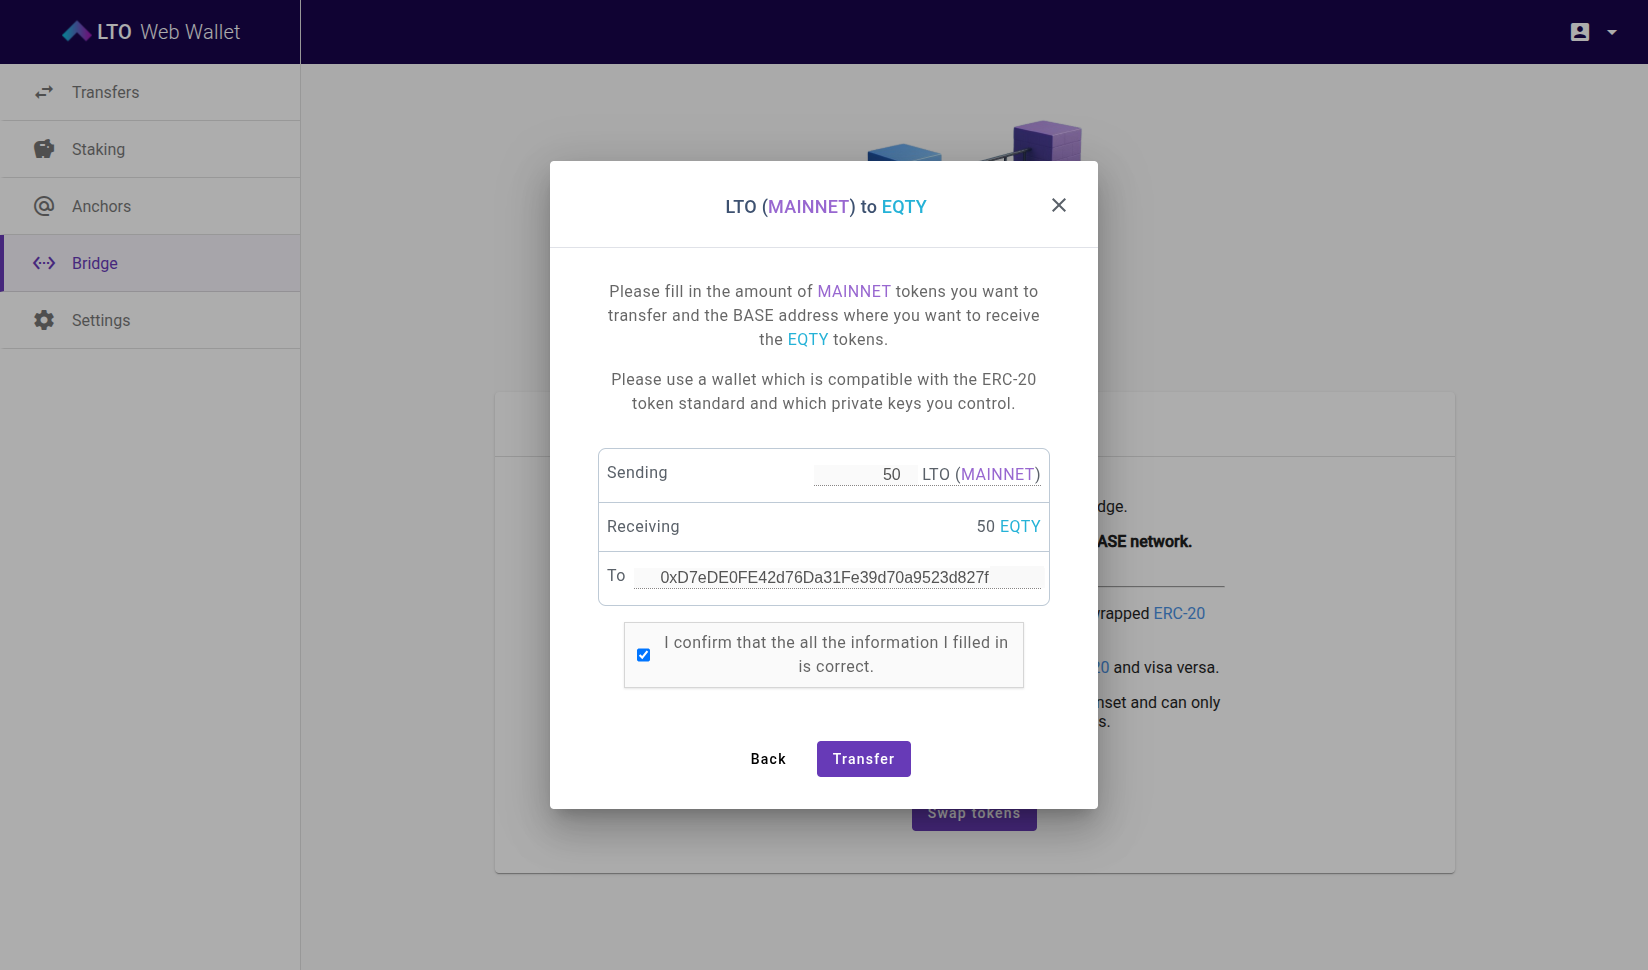 LTO Web Wallet
Transfers
Staking
Anchors
Bridge
Settings
LTO (MAINNET) to EQTY
Please fill in the amount of MAINNET tokens you want to
transfer and the BASE address where you want to receive
the EQTY tokens.
Please use a wallet which is compatible with the ERC-20
token standard and which private keys you control.
Sending 50 LTO (MAINNET)
Receiving 50 EQTY
To 0xD7eDE0FE42d76Da31Fe39d70a9523d827f
I confirm that the all the information I filled in
is correct.
Back Transfer
dge.
ASE network.
rapped ERC-20
20 and visa versa.
nset and can only
s.
Swap tokens